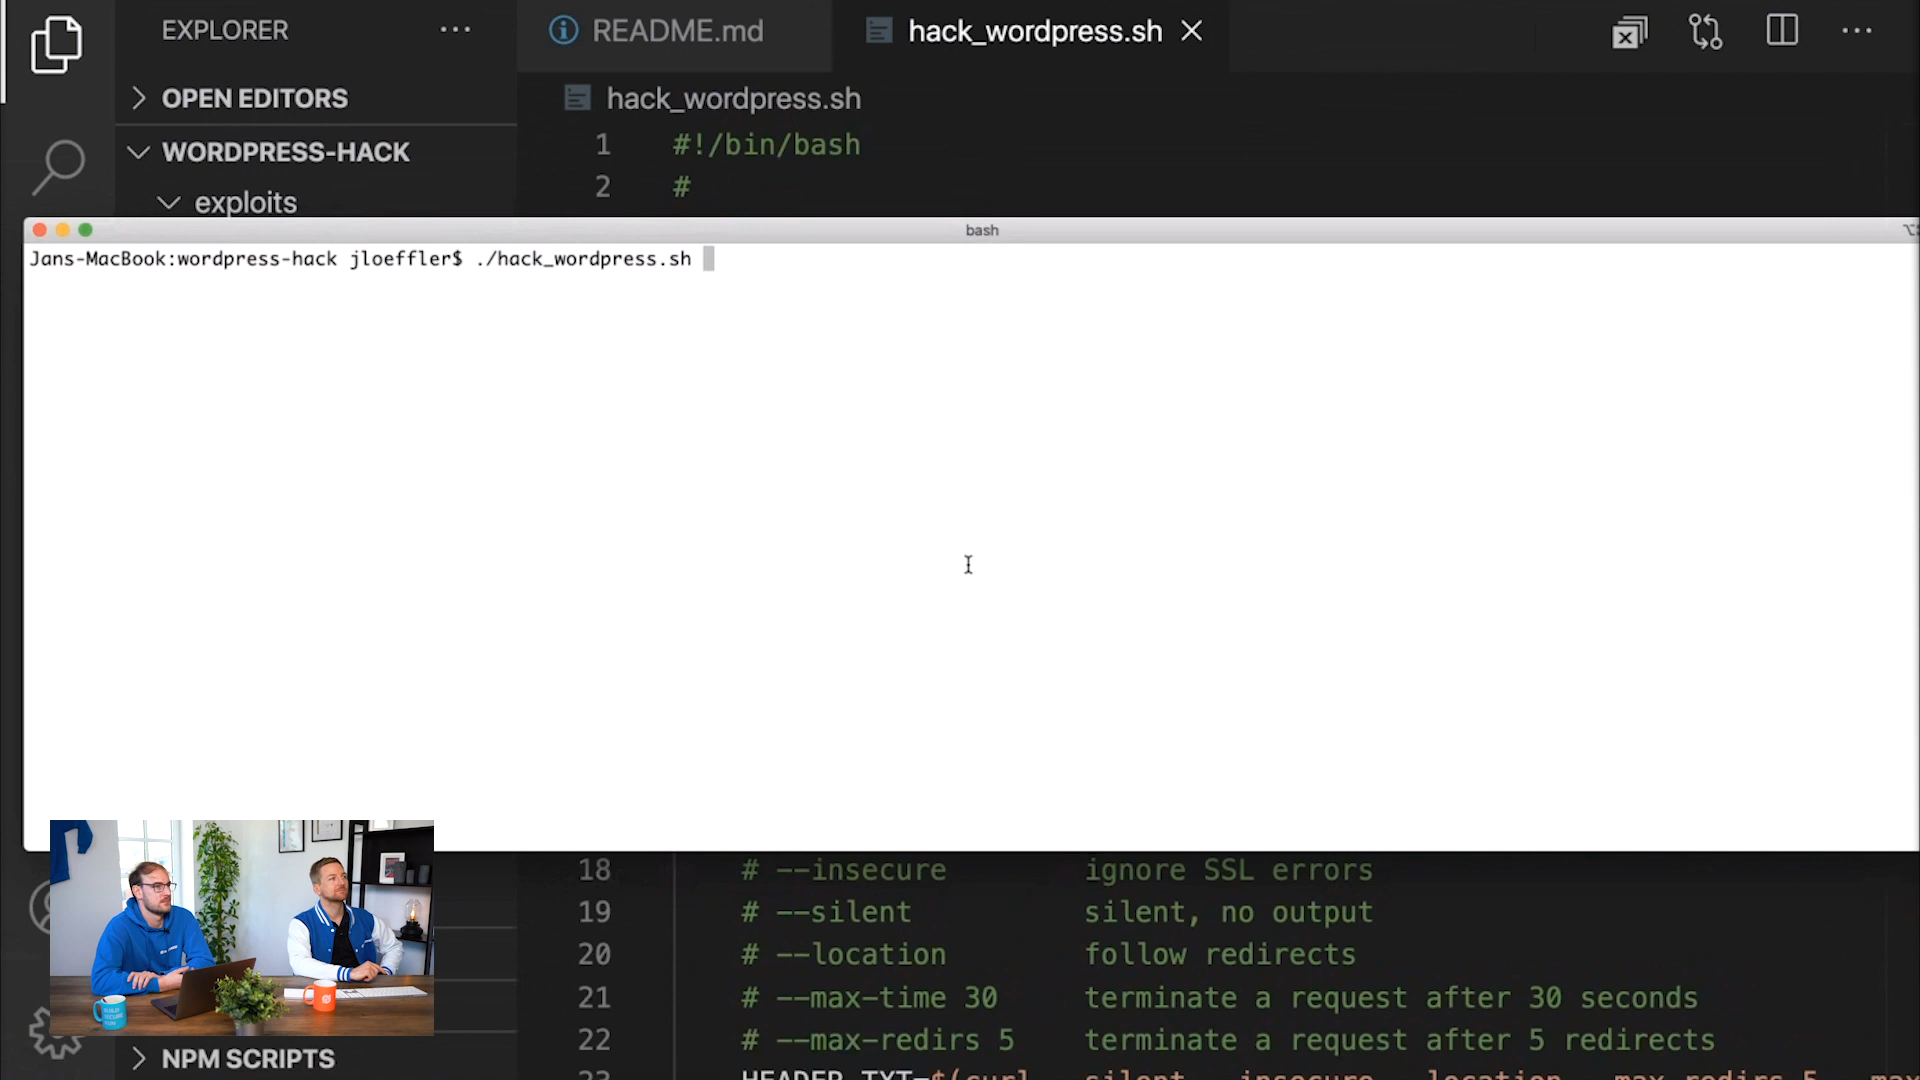 EXPLORER
README.md
hack_wordpress.sh
OPEN EDITORS
hack_wordpress.sh
WORDPRESS-HACK
1 #!/bin/bash
2 #
exploits
bash
Jans-MacBook:wordpress-hack jloeffler$ ./hack_wordpress.sh
18 # --insecure ignore SSL errors
19 # --silent silent, no output
20 # --location follow redirects
21 # --max-time 30 terminate a request after 30 seconds
22 # --max-redirs 5 terminate a request after 5 redirects
NPM SCRIPTS